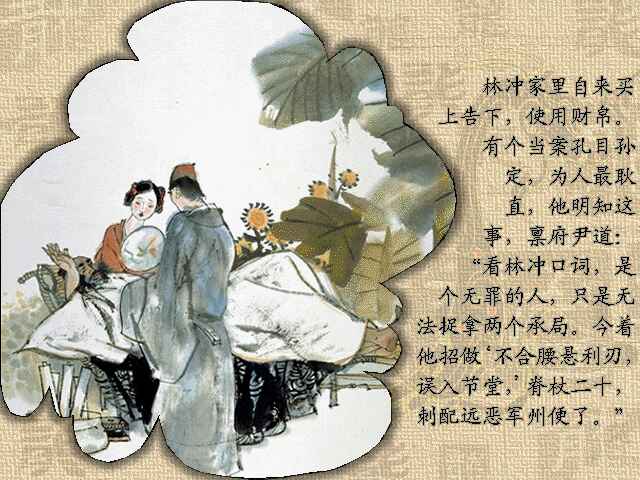 林冲家里自来买
上告下，使用财帛。
有个当案孔目孙
定，为人最耿
直，他明知这
事，禀府尹道：
“看林冲口词，是
个无罪的人，只是无
法捉拿两个承局。今着
他招做‘不合腰悬利刃，
误入节堂，’脊杖二十，
刺配远恶军州便了。”